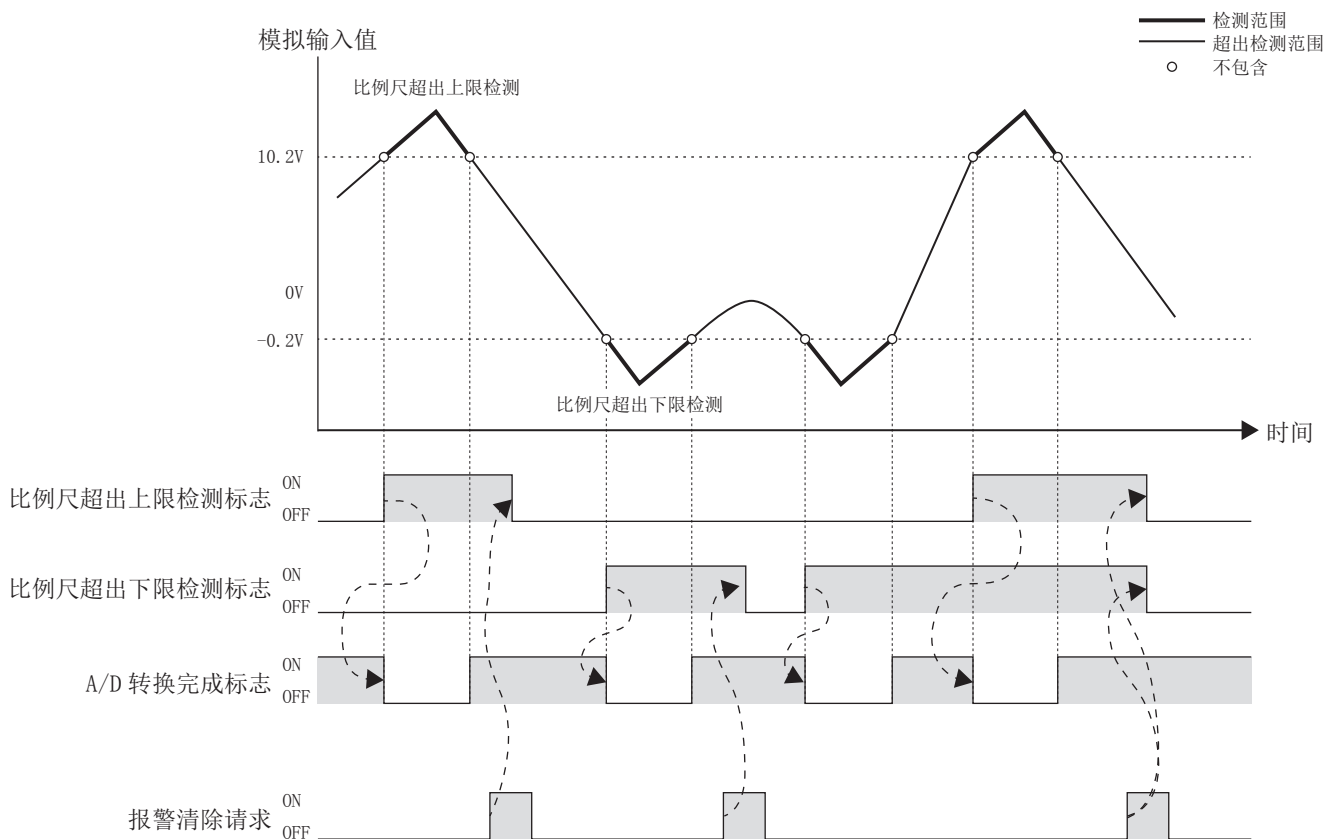 检测范围
超出检测范围
不包含
模拟输入值
比例尺超出上限检测
10.2V
0V
-0.2V
比例尺超出下限检测
时间
比例尺超出上限检测标志
ON
OFF
比例尺超出下限检测标志
ON
OFF
A/D 转换完成标志
ON
OFF
报警清除请求
ON
OFF